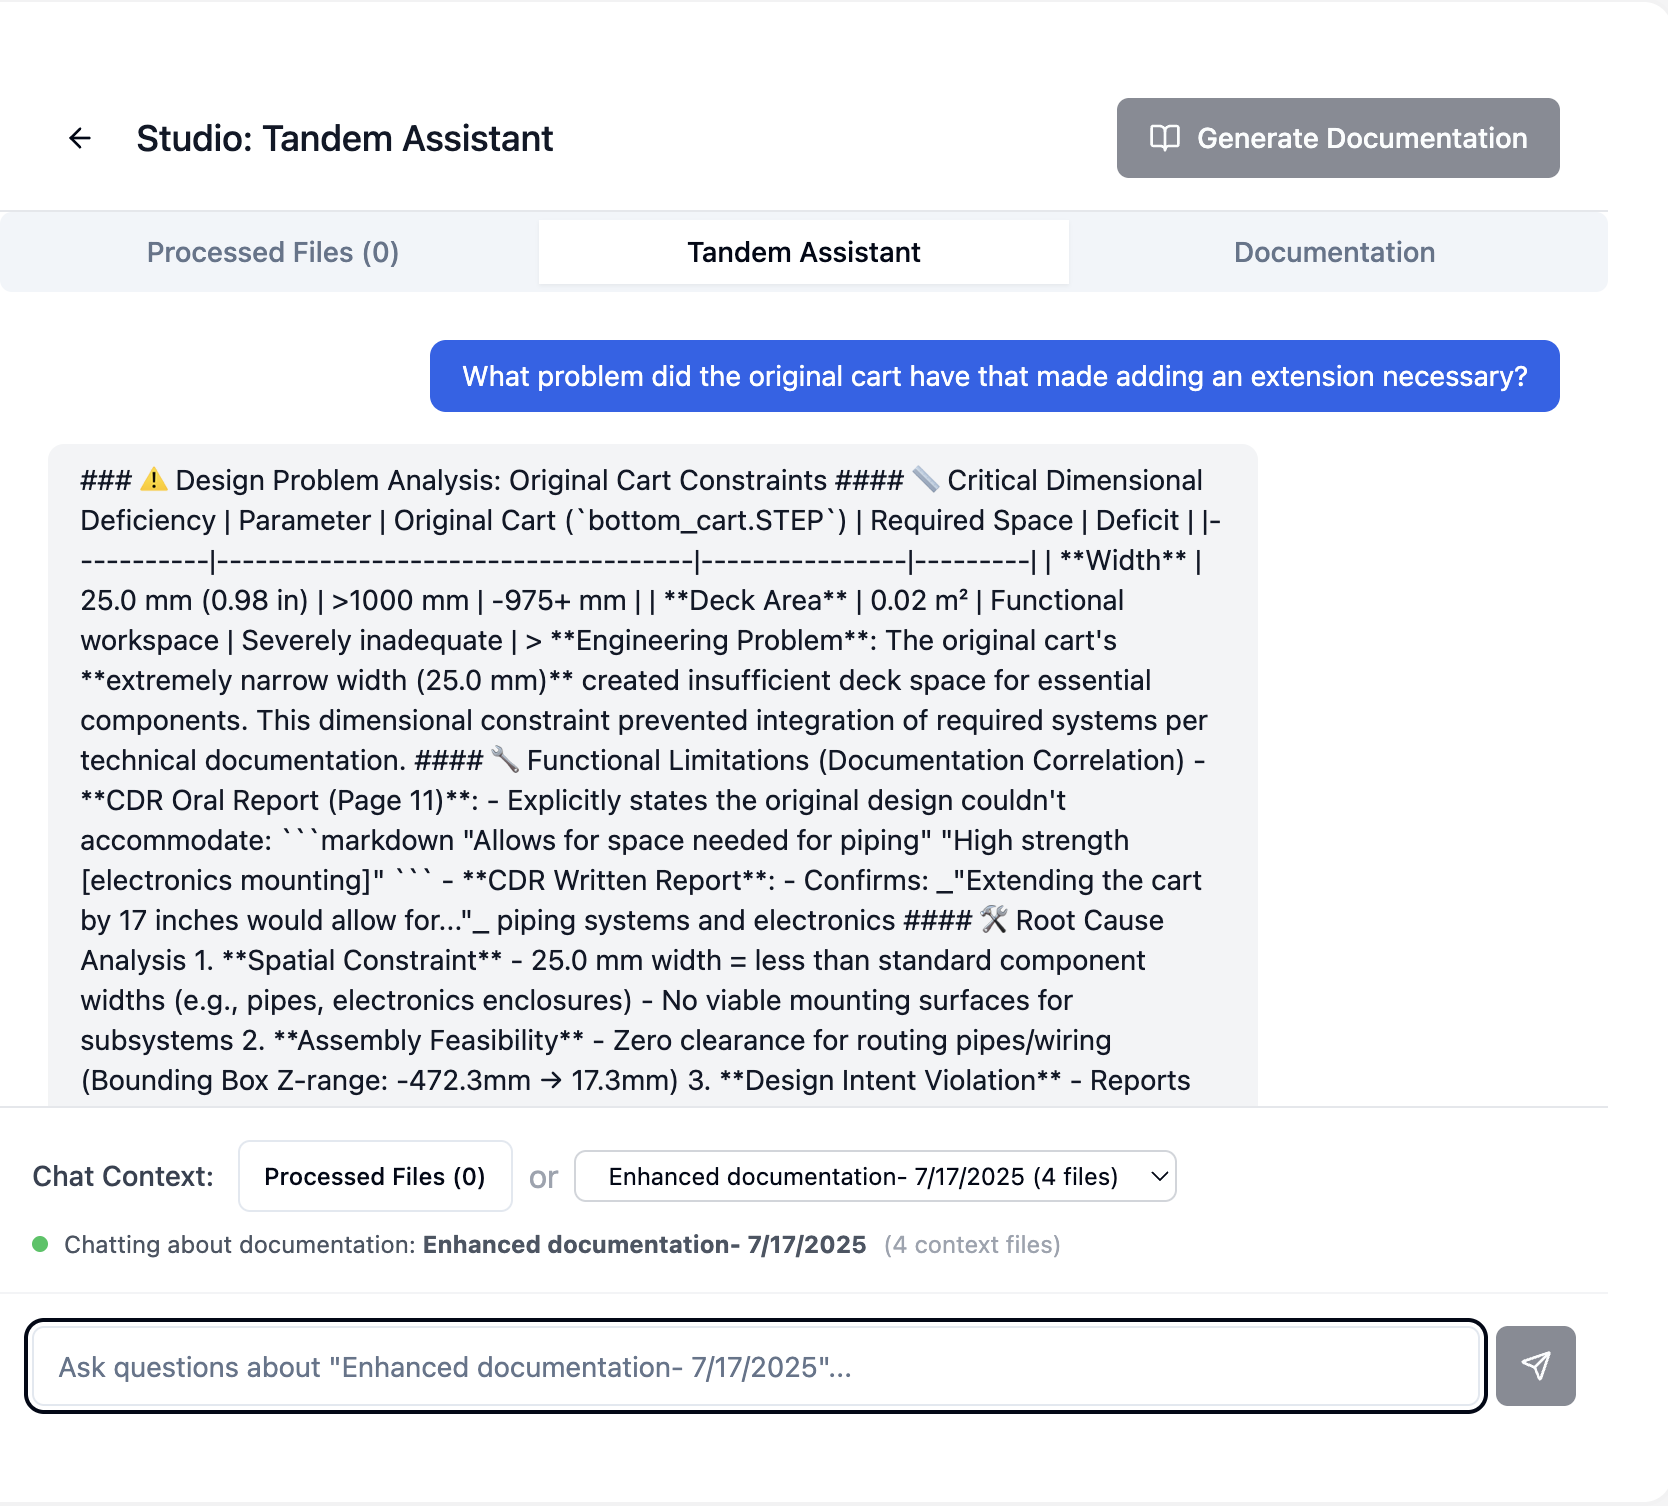 Studio: Tandem Assistant
Generate Documentation
Processed Files (0)
Tandem Assistant
Documentation
What problem did the original cart have that made adding an extension necessary?
### ⚠️ Design Problem Analysis: Original Cart Constraints #### 📏 Critical Dimensional
Deficiency | Parameter | Original Cart (`bottom_cart.STEP`) | Required Space | Deficit | |-
----------|-------------------------------------|----------------|---------| | **Width** |
25.0 mm (0.98 in) | >1000 mm | -975+ mm | | **Deck Area** | 0.02 m² | Functional
workspace | Severely inadequate | > **Engineering Problem**: The original cart's
**extremely narrow width (25.0 mm)** created insufficient deck space for essential
components. This dimensional constraint prevented integration of required systems per
technical documentation. #### 🔧 Functional Limitations (Documentation Correlation) -
**CDR Oral Report (Page 11)**: - Explicitly states the original design couldn't
accommodate: ```markdown "Allows for space needed for piping" "High strength
[electronics mounting]" ``` - **CDR Written Report**: - Confirms: _"Extending the cart
by 17 inches would allow for..."_ piping systems and electronics #### 🛠️ Root Cause
Analysis 1. **Spatial Constraint** - 25.0 mm width = less than standard component
widths (e.g., pipes, electronics enclosures) - No viable mounting surfaces for
subsystems 2. **Assembly Feasibility** - Zero clearance for routing pipes/wiring
(Bounding Box Z-range: -472.3mm → 17.3mm) 3. **Design Intent Violation** - Reports
Chat Context:
Processed Files (0)
or
Enhanced documentation- 7/17/2025 (4 files)
Chatting about documentation: Enhanced documentation- 7/17/2025 (4 context files)
Ask questions about "Enhanced documentation- 7/17/2025"...